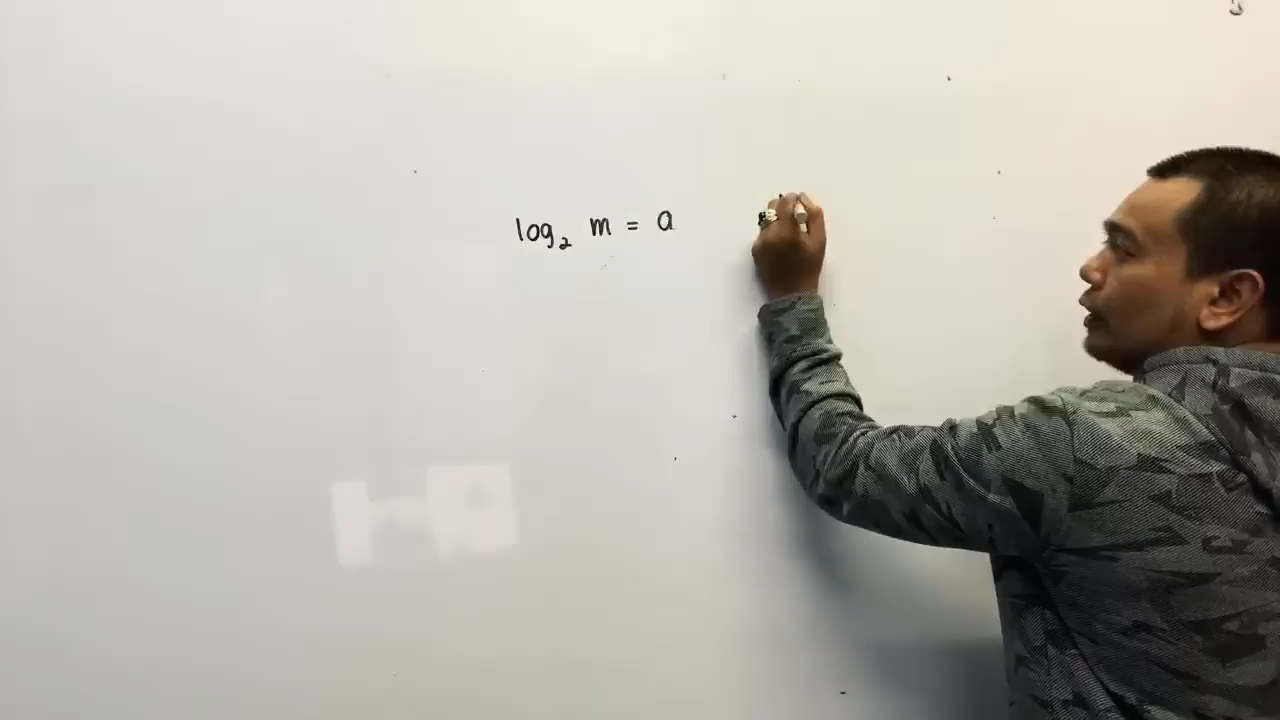 log₂ m = a